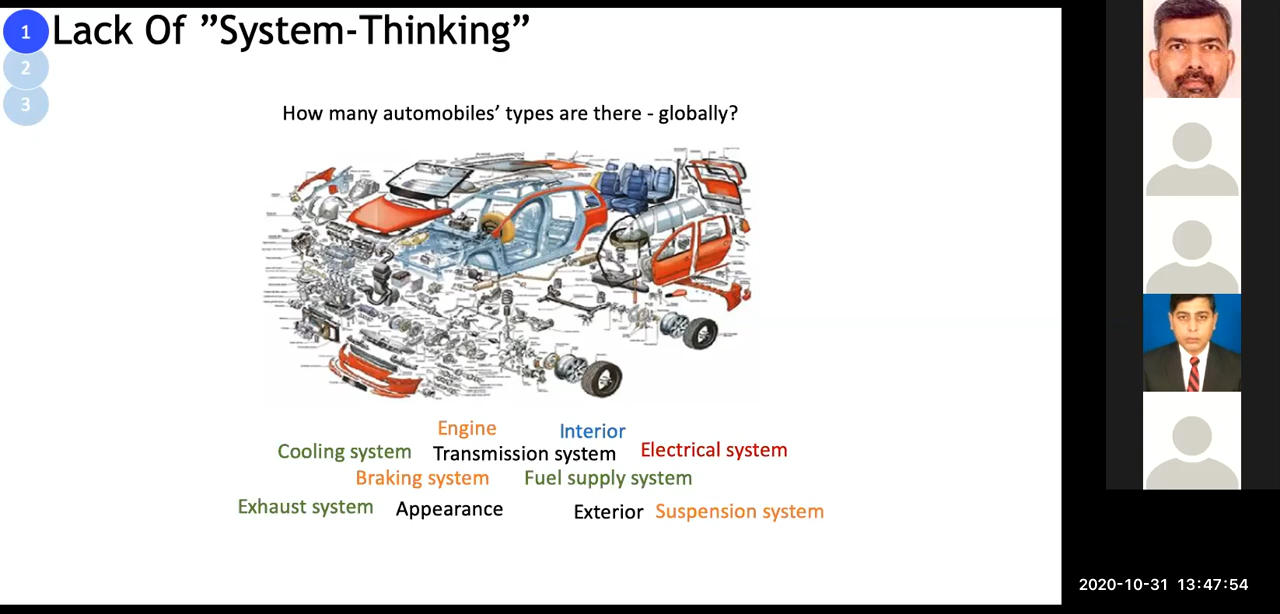 1
Lack Of ”System-Thinking”
2
3
How many automobiles’ types are there - globally?
Engine
Interior
Cooling system
Transmission system
Electrical system
Braking system
Fuel supply system
Exhaust system
Appearance
Exterior
Suspension system
2020-10-31 13:47:54